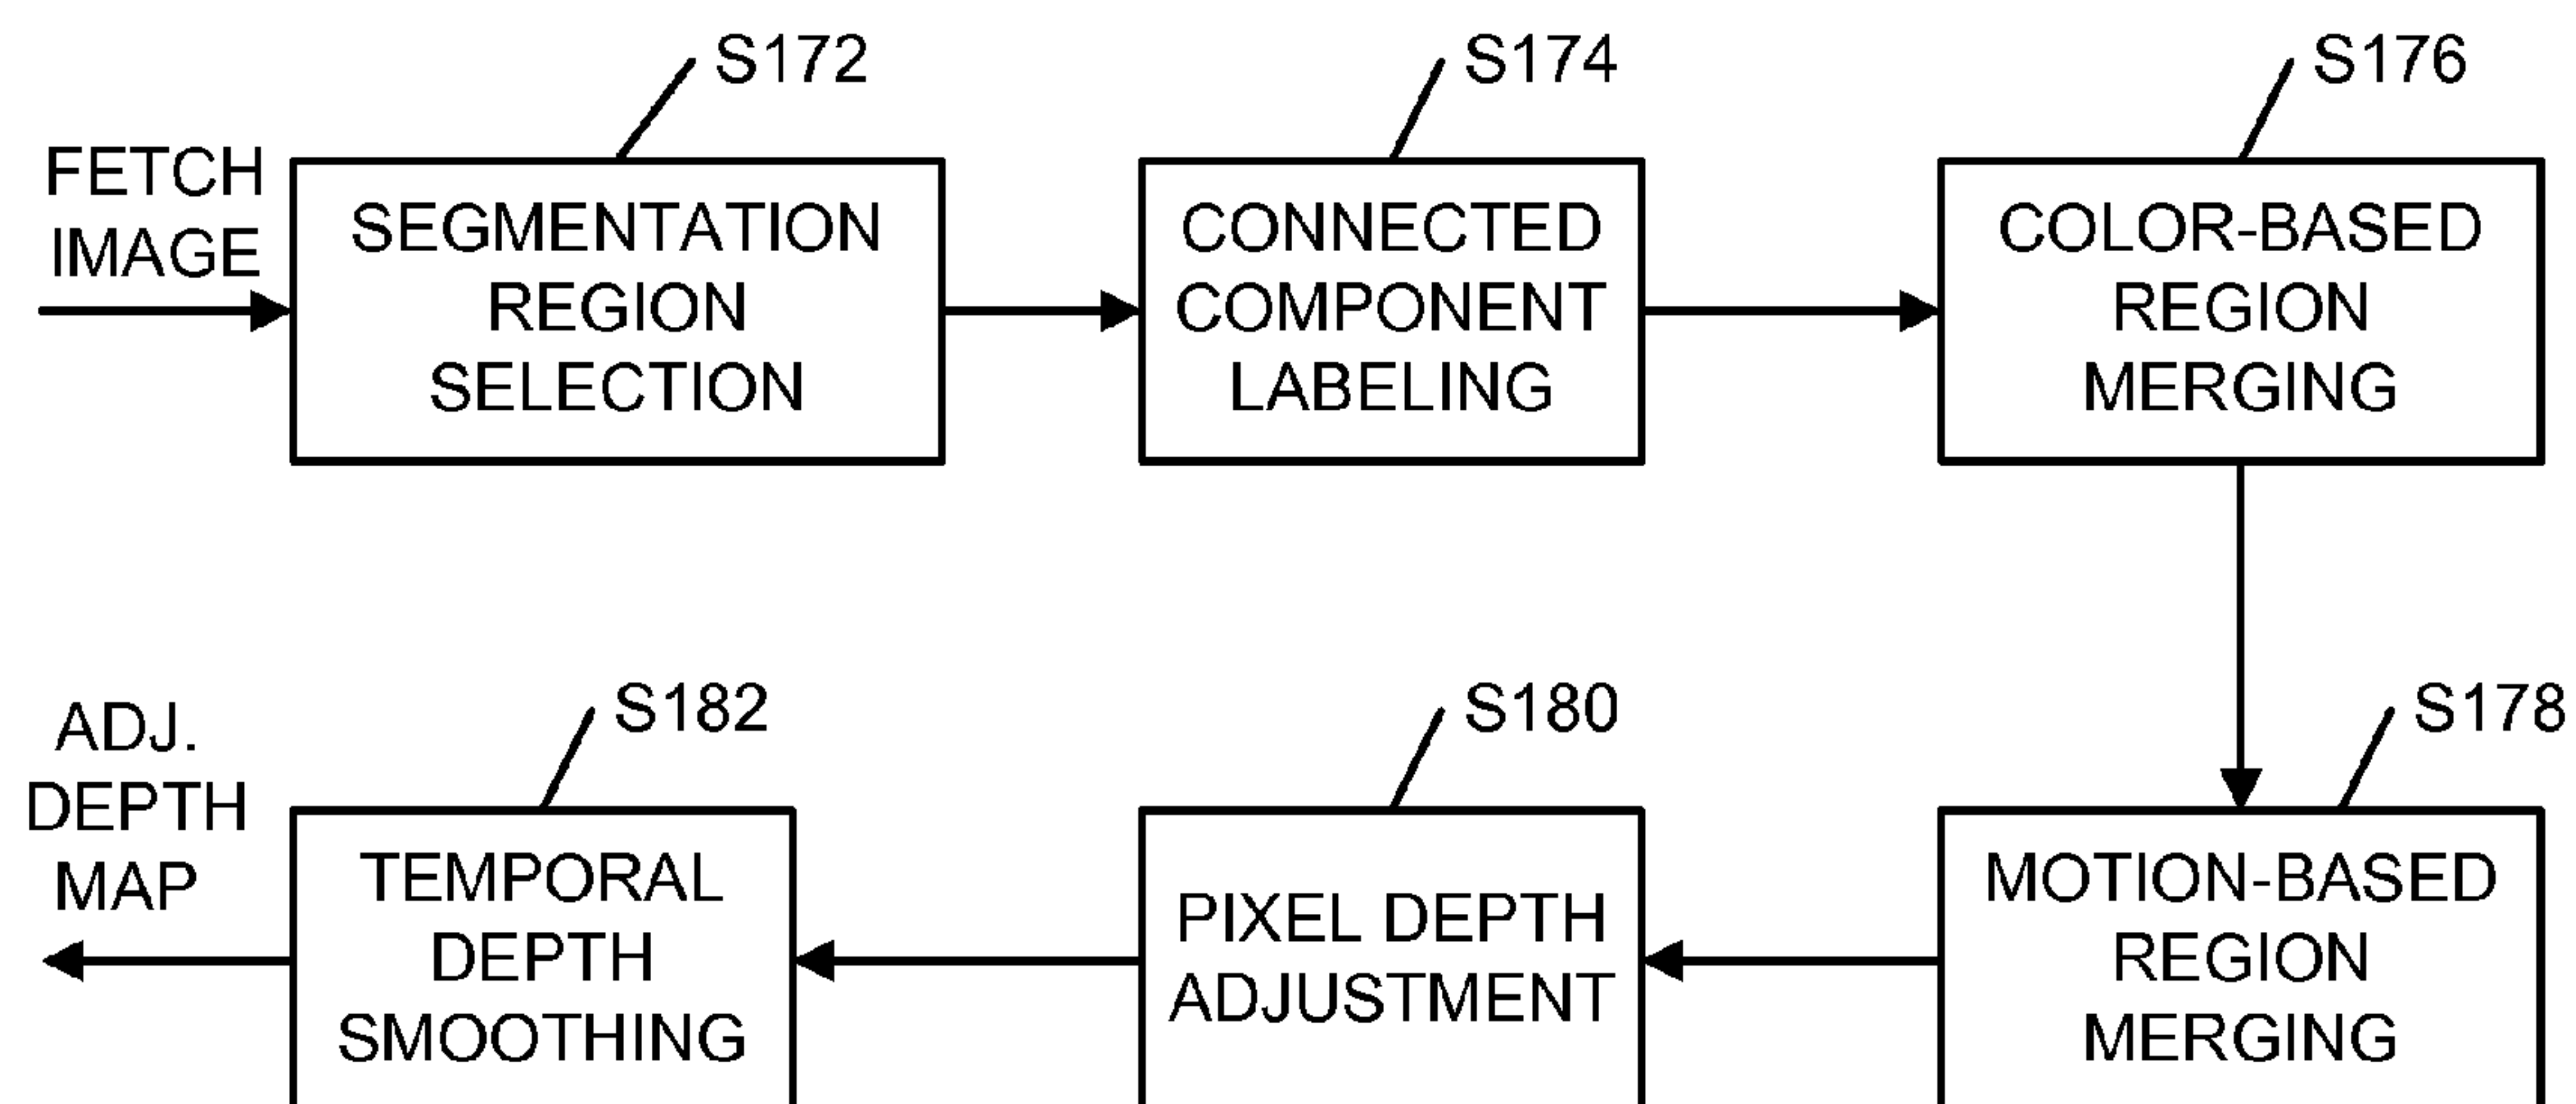 S172
S174
S176
FETCH
IMAGE
SEGMENTATION
REGION
SELECTION
CONNECTED
COMPONENT
LABELING
COLOR-BASED
REGION
MERGING
S182
S180
S178
ADJ.
DEPTH
MAP
TEMPORAL
DEPTH
SMOOTHING
PIXEL DEPTH
ADJUSTMENT
MOTION-BASED
REGION
MERGING